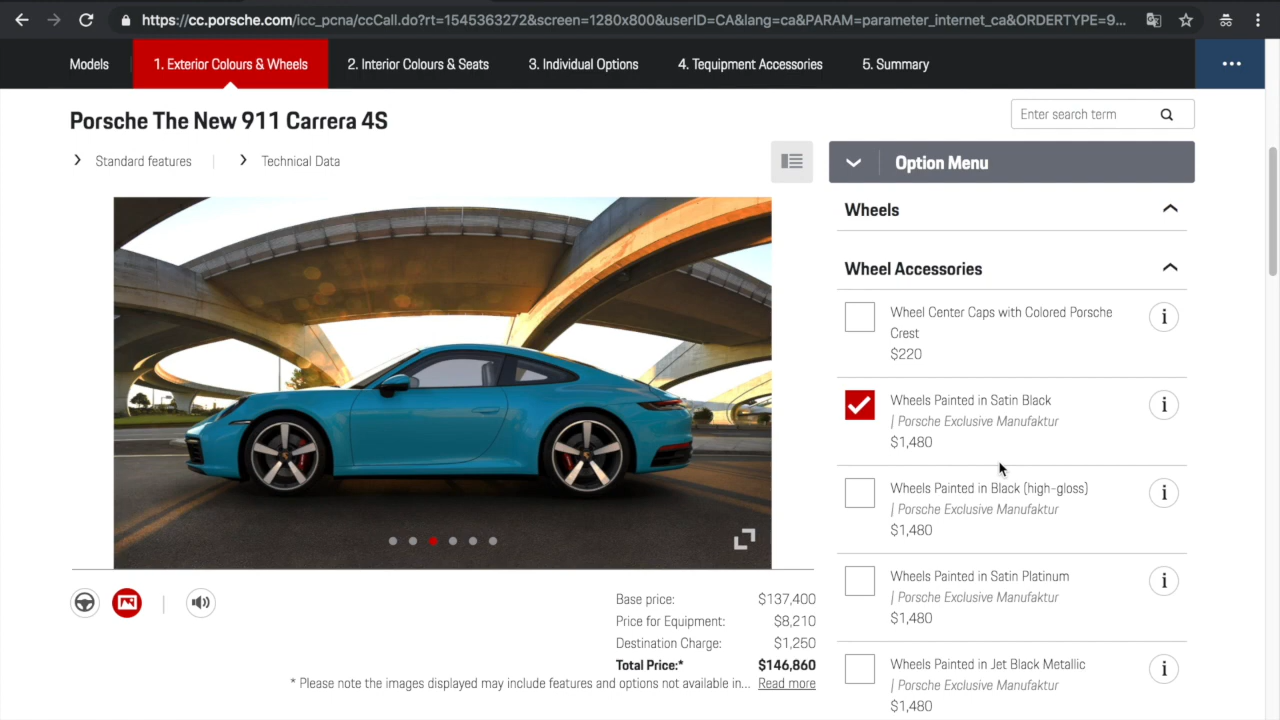 https://cc.porsche.com/icc_pcna/ccCall.do?rt=1545363272&screen=1280x800&userID=CA&lang=ca&PARAM=parameter_internet_ca&ORDERTYPE=9...
Models
1. Exterior Colours & Wheels
2. Interior Colours & Seats
3. Individual Options
4. Tequipment Accessories
5. Summary
Porsche The New 911 Carrera 4S
Enter search term
Standard features
Technical Data
Option Menu
Wheels
Wheel Accessories
Wheel Center Caps with Colored Porsche
Crest
$220
Wheels Painted in Satin Black
| Porsche Exclusive Manufaktur
$1,480
Wheels Painted in Black (high-gloss)
| Porsche Exclusive Manufaktur
$1,480
Wheels Painted in Satin Platinum
| Porsche Exclusive Manufaktur
$1,480
Wheels Painted in Jet Black Metallic
| Porsche Exclusive Manufaktur
$1,480
Base price: $137,400
Price for Equipment: $8,210
Destination Charge: $1,250
Total Price:* $146,860
* Please note the images displayed may include features and options not available in... Read more